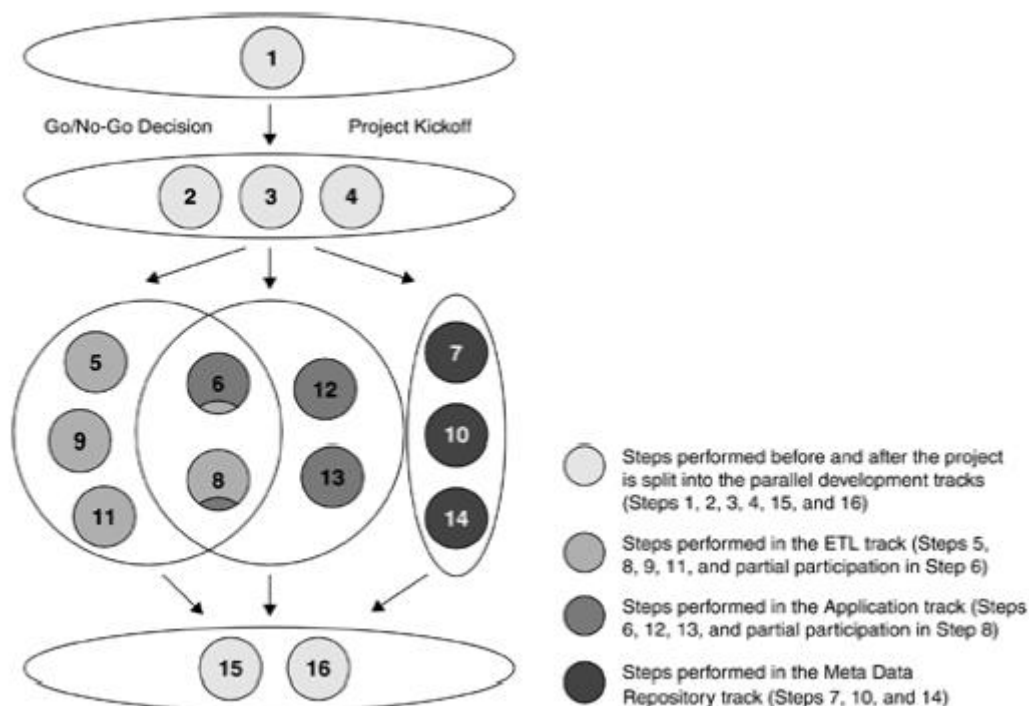 1
Go/No-Go Decision
Project Kickoff
2
3
4
5
6
12
7
9
8
13
10
11
14
15
16
Steps performed before and after the project
is split into the parallel development tracks
(Steps 1, 2, 3, 4, 15, and 16)
Steps performed in the ETL track (Steps 5,
8, 9, 11, and partial participation in Step 6)
Steps performed in the Application track (Steps
6, 12, 13, and partial participation in Step 8)
Steps performed in the Meta Data
Repository track (Steps 7, 10, and 14)